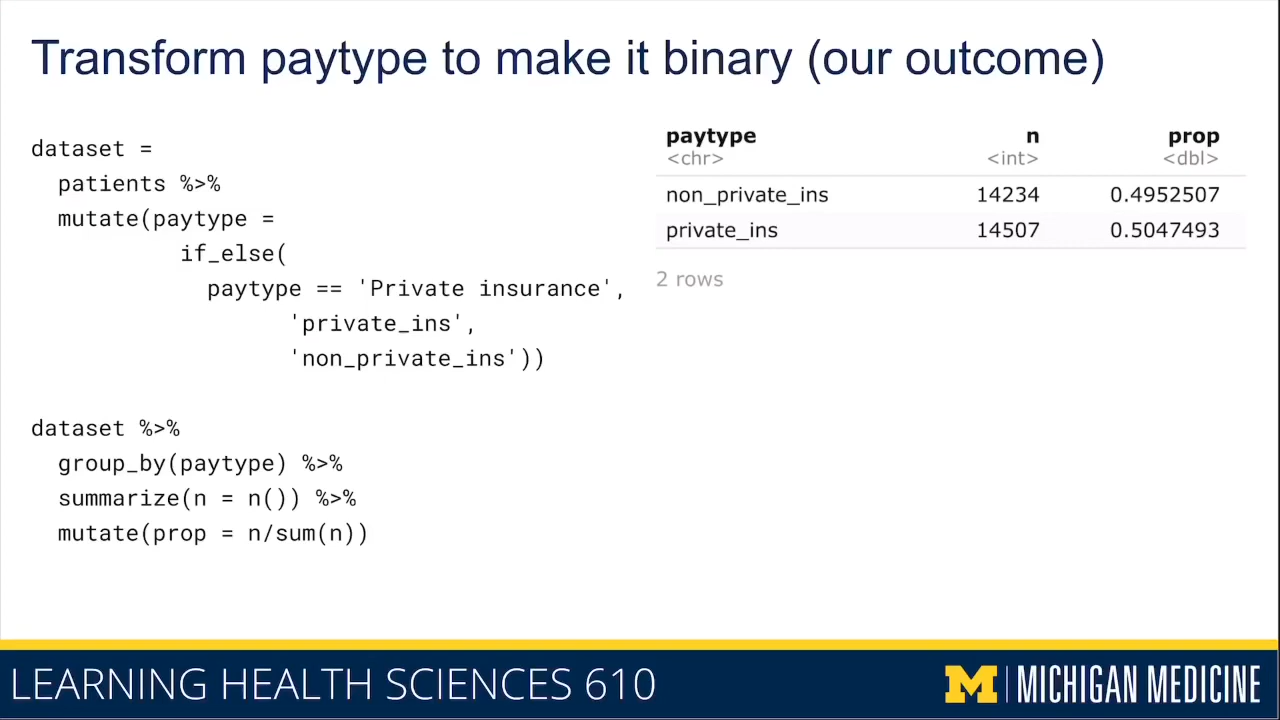 Transform paytype to make it binary (our outcome)
dataset =
patients %>%
mutate(paytype =
if_else(
paytype == 'Private insurance',
'private_ins',
'non_private_ins'))
dataset %>%
group_by(paytype) %>%
summarize(n = n()) %>%
mutate(prop = n/sum(n))
paytype n prop
<chr> <int> <dbl>
non_private_ins 14234 0.4952507
private_ins 14507 0.5047493
2 rows
LEARNING HEALTH SCIENCES 610
M | MICHIGAN MEDICINE